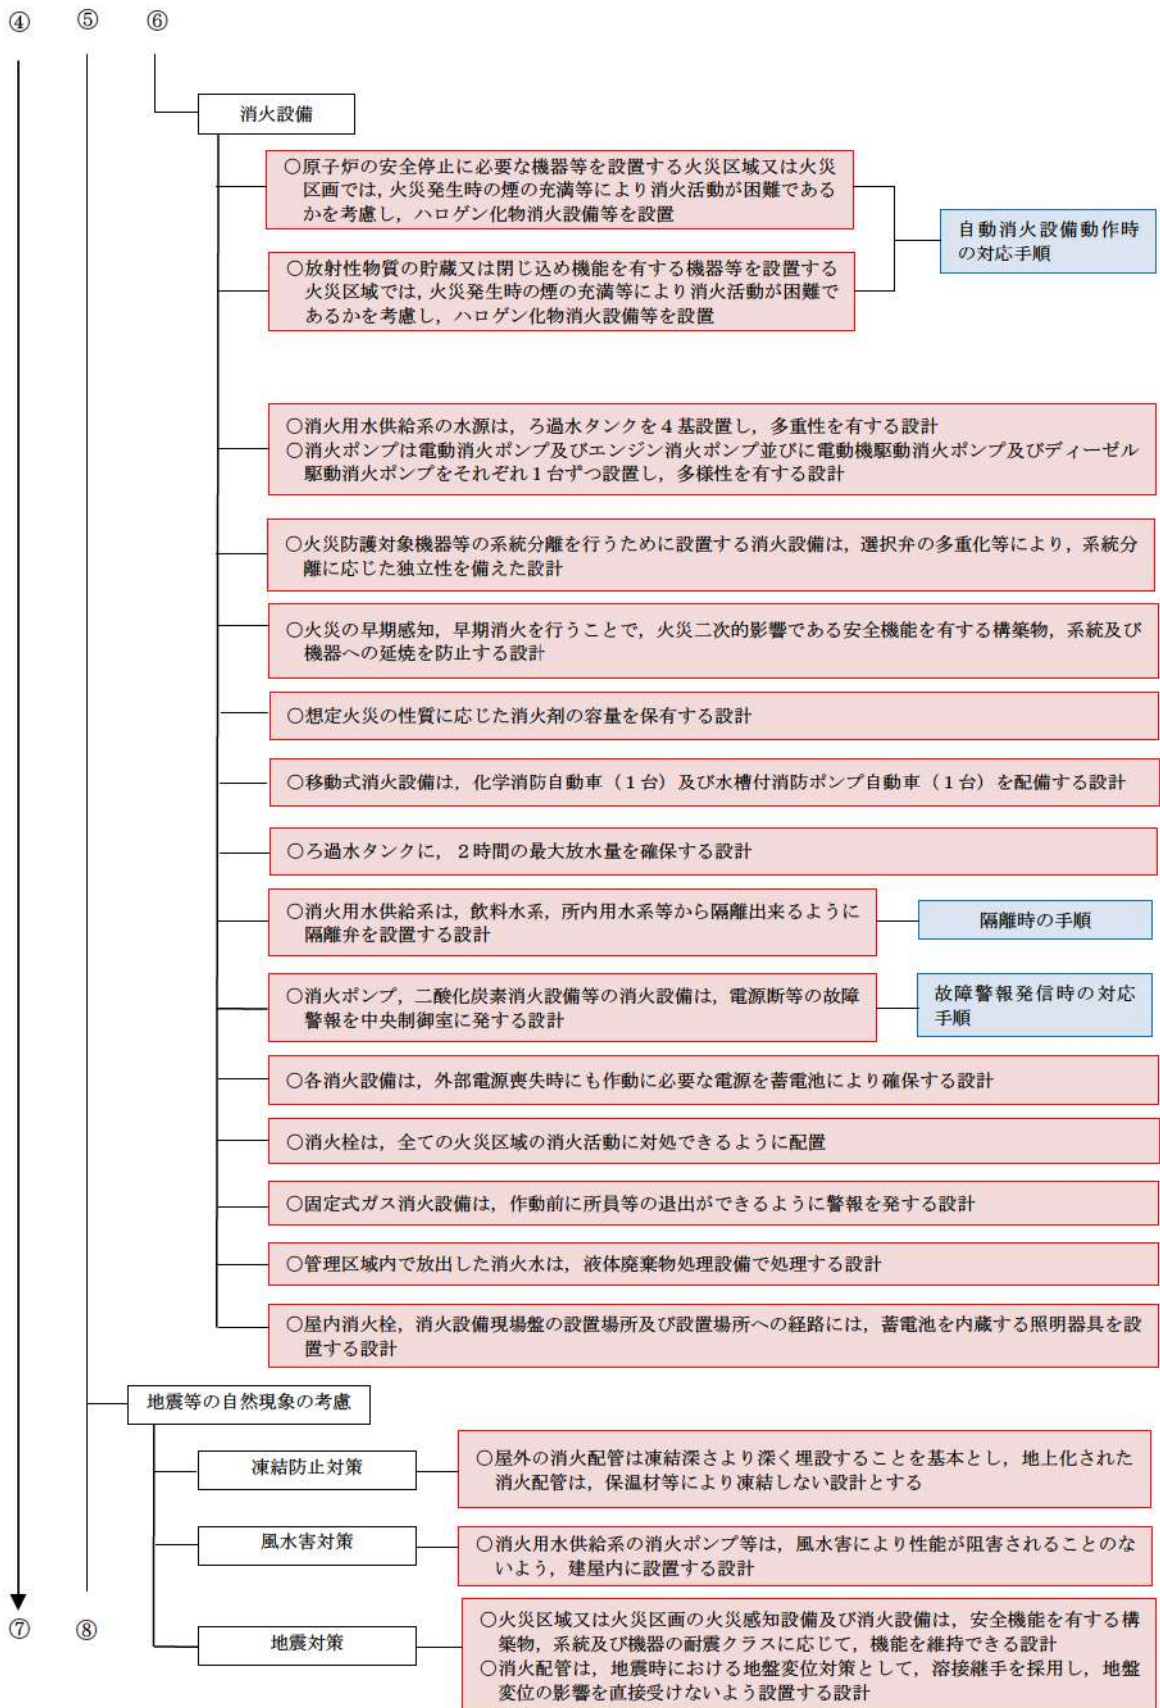 ④ ⑤ ⑥
消火設備
○原子炉の安全停止に必要な機器等を設置する火災区域又は火災
区画では，火災発生時の煙の充満等により消火活動が困難である
かを考慮し，ハロゲン化物消火設備等を設置
○放射性物質の貯蔵又は閉じ込め機能を有する機器等を設置する
火災区域では，火災発生時の煙の充満等により消火活動が困難で
あるかを考慮し，ハロゲン化物消火設備等を設置
自動消火設備動作時
の対応手順
○消火用水供給系の水源は，ろ過水タンクを４基設置し，多重性を有する設計
○消火ポンプは電動消火ポンプ及びエンジン消火ポンプ並びに電動機駆動消火ポンプ及びディーゼル
駆動消火ポンプをそれぞれ１台ずつ設置し，多様性を有する設計
○火災防護対象機器等の系統分離を行うために設置する消火設備は，選択弁の多重化等により，系統分
離に応じた独立性を備えた設計
○火災の早期感知，早期消火を行うことで，火災二次的影響である安全機能を有する構築物，系統及び
機器への延焼を防止する設計
○想定火災の性質に応じた消火剤の容量を保有する設計
○移動式消火設備は，化学消防自動車（１台）及び水槽付消防ポンプ自動車（１台）を配備する設計
○ろ過水タンクに，２時間の最大放水量を確保する設計
○消火用水供給系は，飲料水系，所内用水系等から隔離出来るように
隔離弁を設置する設計
隔離時の手順
○消火ポンプ，二酸化炭素消火設備等の消火設備は，電源断等の故障
警報を中央制御室に発する設計
故障警報発信時の対応
手順
○各消火設備は，外部電源喪失時にも作動に必要な電源を蓄電池により確保する設計
○消火栓は，全ての火災区域の消火活動に対処できるように配置
○固定式ガス消火設備は，作動前に所員等の退出ができるように警報を発する設計
○管理区域内で放出した消火水は，液体廃棄物処理設備で処理する設計
○屋内消火栓，消火設備現場盤の設置場所及び設置場所への経路には，蓄電池を内蔵する照明器具を設
置する設計
地震等の自然現象の考慮
凍結防止対策
○屋外の消火配管は凍結深さより深く埋設することを基本とし，地上化された
消火配管は，保温材等により凍結しない設計とする
風水害対策
○消火用水供給系の消火ポンプ等は，風水害により性能が阻害されることのな
いよう，建屋内に設置する設計
地震対策
○火災区域又は火災区画の火災感知設備及び消火設備は，安全機能を有する構
築物，系統及び機器の耐震クラスに応じて，機能を維持できる設計
○消火配管は，地震時における地盤変位対策として，溶接継手を採用し，地盤
変位の影響を直接受けないよう設置する設計
⑦ ⑧